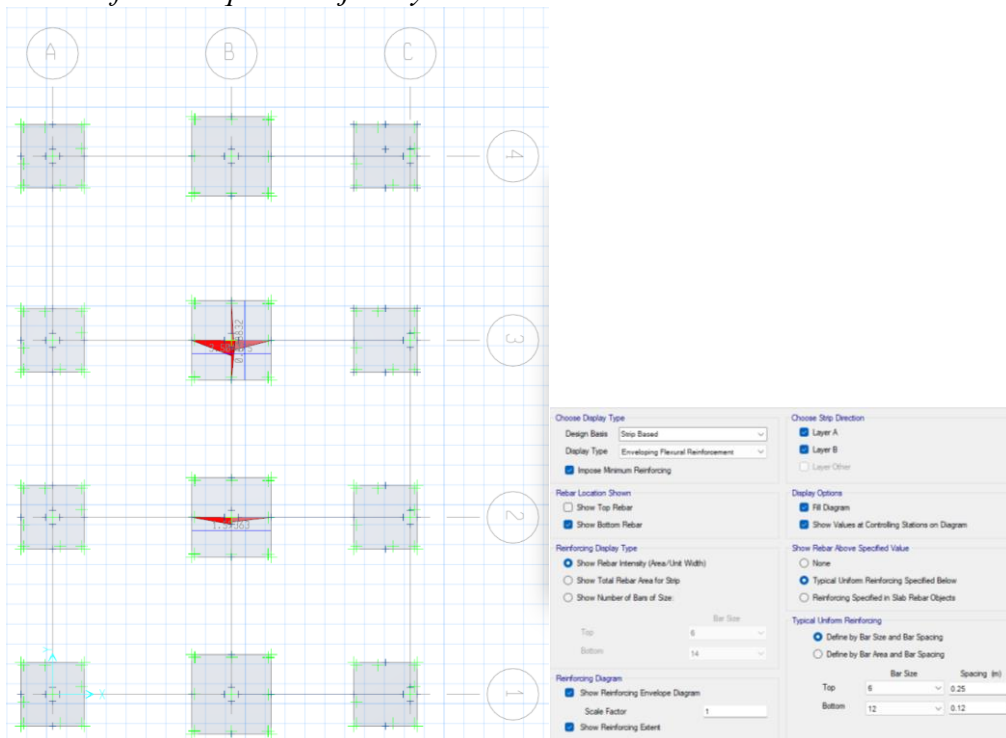 A B C
4
3
2
1
Y
X
Choose Display Type
Design Basis Strip Based
Display Type Enveloping Flexural Reinforcement
Impose Minimum Reinforcing
Rebar Location Shown
Show Top Rebar
Show Bottom Rebar
Reinforcing Display Type
Show Rebar Intensity (Area/Unit Width)
Show Total Rebar Area for Strip
Show Number of Bars of Size:
Bar Size
Top 6
Bottom 14
Reinforcing Diagram
Show Reinforcing Envelope Diagram
Scale Factor 1
Show Reinforcing Extent
Choose Strip Direction
Layer A
Layer B
Layer Other
Display Options
Fill Diagram
Show Values at Controlling Stations on Diagram
Show Rebar Above Specified Value
None
Typical Uniform Reinforcing Specified Below
Reinforcing Specified in Slab Rebar Objects
Typical Uniform Reinforcing
Define by Bar Size and Bar Spacing
Define by Bar Area and Bar Spacing
Bar Size Spacing (m)
Top 6 0.25
Bottom 12 0.12